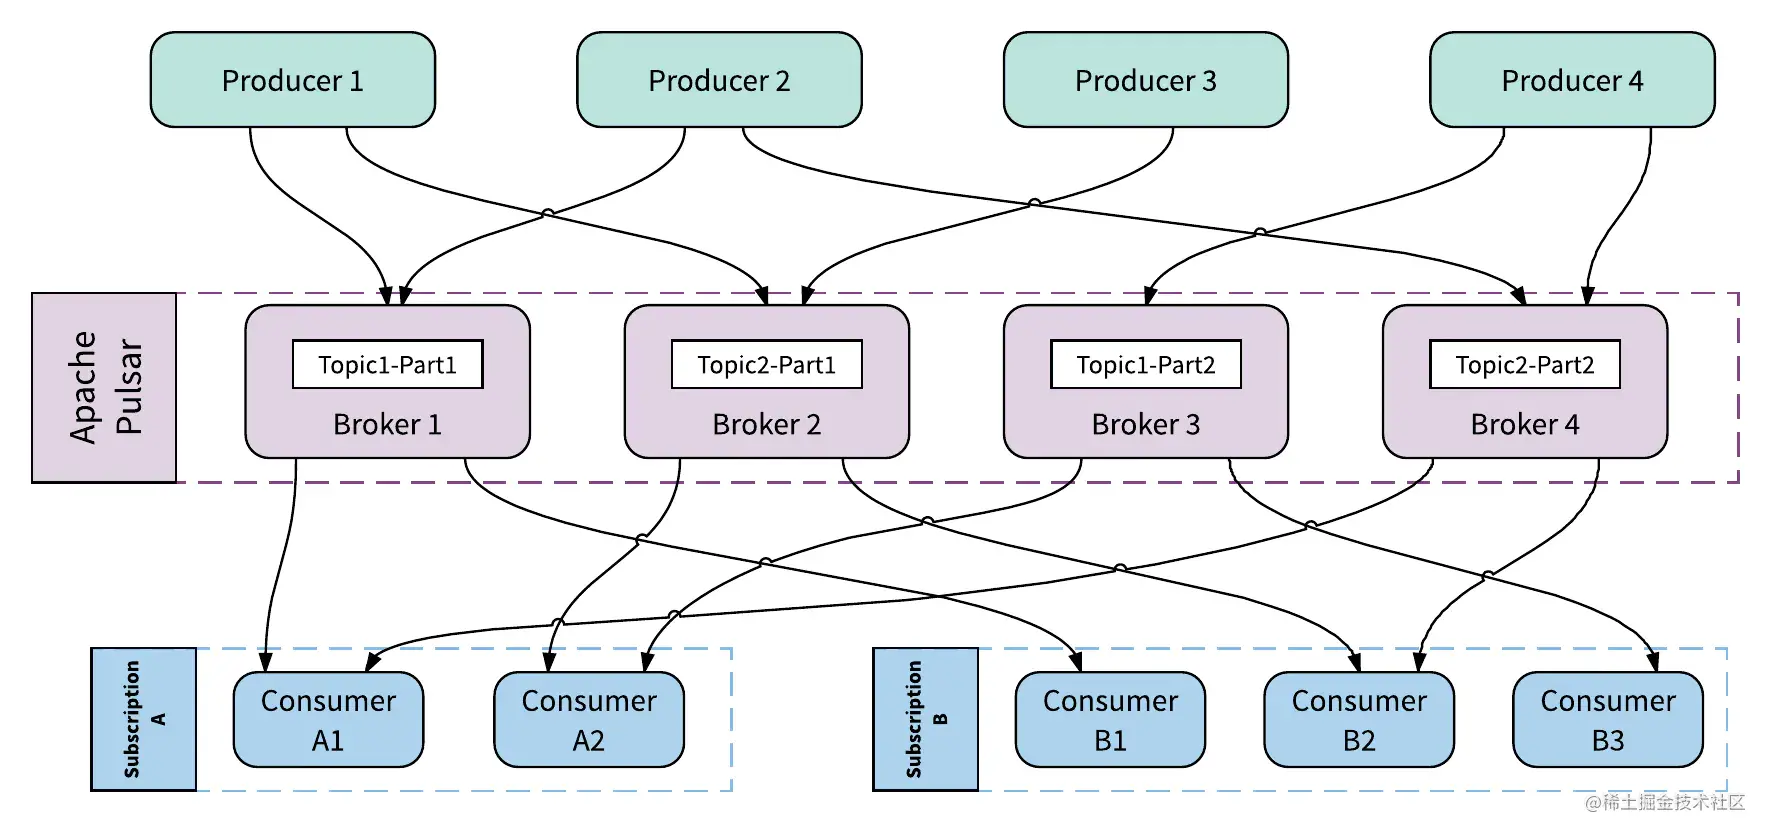 Producer 1
Producer 2
Producer 3
Producer 4
Apache
Pulsar
Topic1-Part1
Broker 1
Topic2-Part1
Broker 2
Topic1-Part2
Broker 3
Topic2-Part2
Broker 4
Subscription
A
Consumer
A1
Consumer
A2
Subscription
B
Consumer
B1
Consumer
B2
Consumer
B3
@稀土掘金技术社区